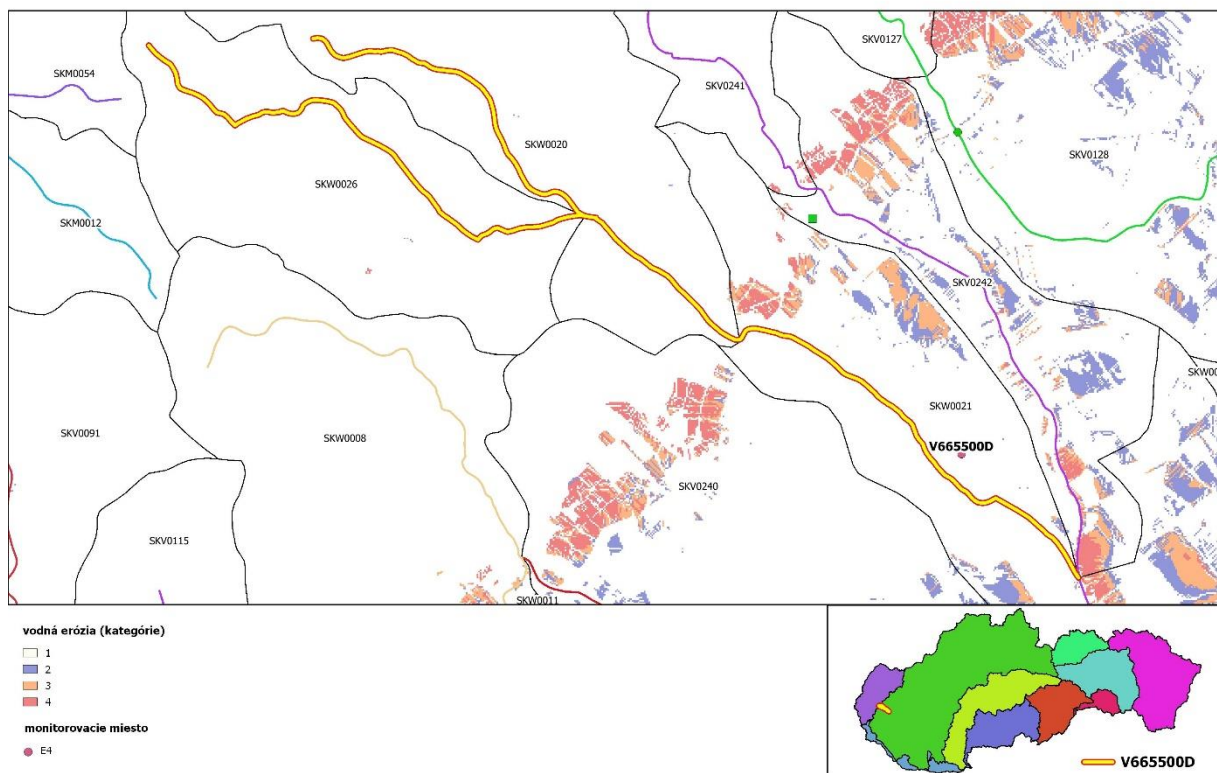 SKV0127
SKM0054
SKV0241
SKW0020
SKV0128
SKW0026
SKM0012
SKV0242
SKW00
SKW0021
SKV0091
SKW0008
V665500D
SKV0240
SKV0115
SKW0011
vodná erózia (kategórie)
1
2
3
4
monitorovacie miesto
E4
V665500D